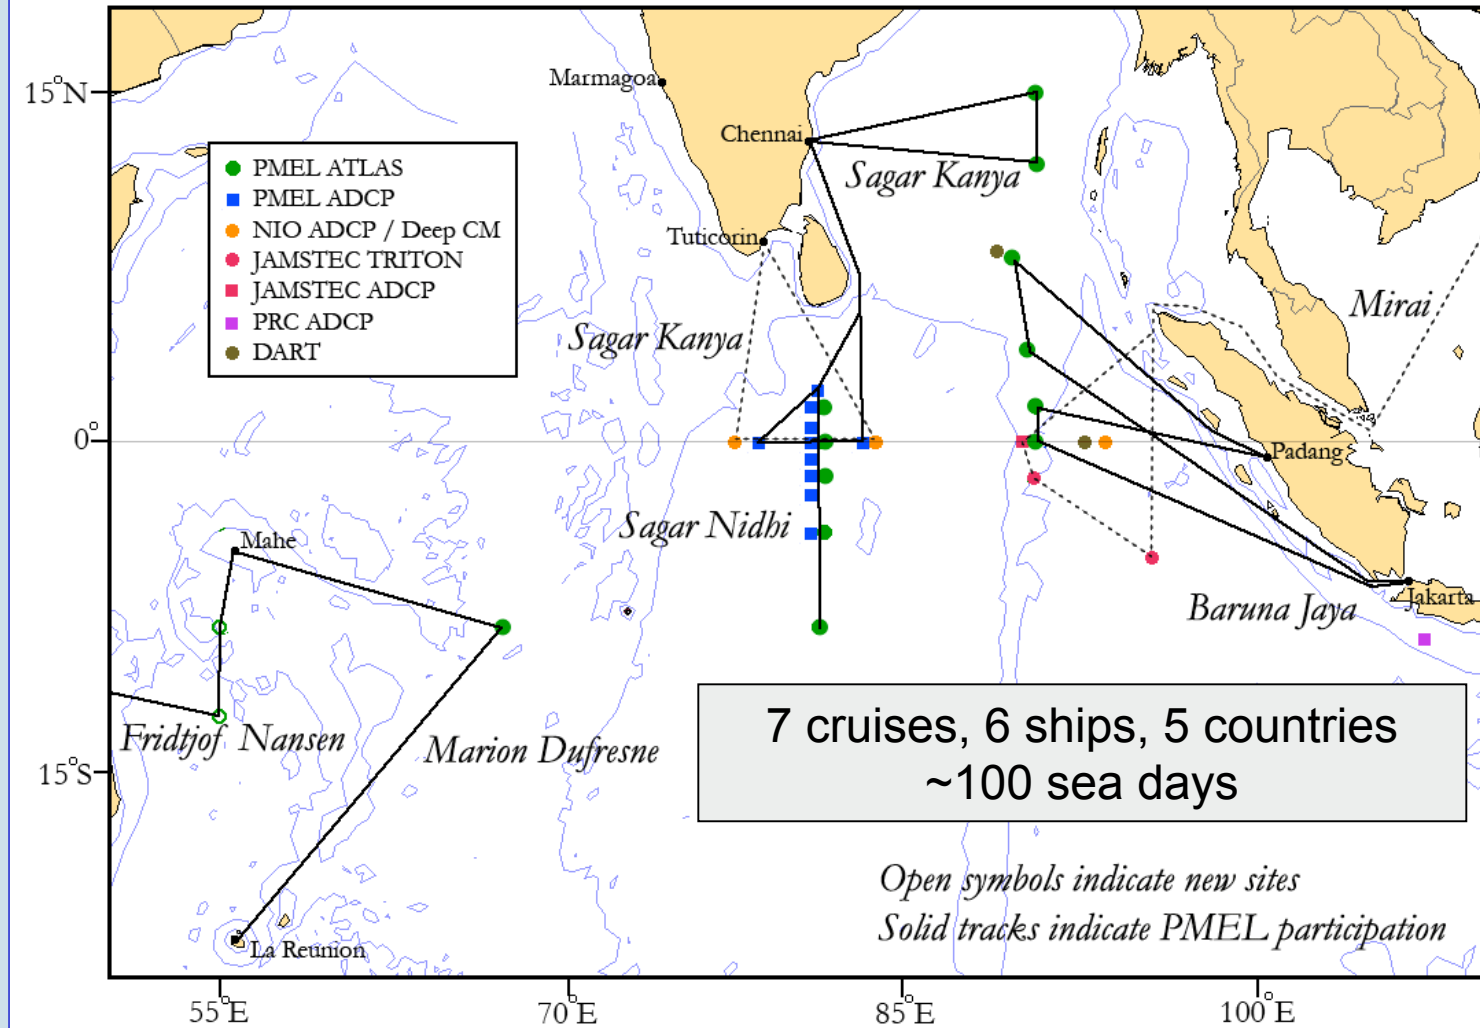 Marmagoa
15°N
Chennai
Sagar Kanya
PMEL ATLAS
PMEL ADCP
NIO ADCP / Deep CM
JAMSTEC TRITON
JAMSTEC ADCP
PRC ADCP
DART
Tuticorin
Mirai
Sagar Kanya
0°
Padang
Sagar Nidhi
Mahe
Jakarta
Baruna Jaya
Fridtjof Nansen
Marion Dufresne
7 cruises, 6 ships, 5 countries
~100 sea days
15°S
Open symbols indicate new sites
Solid tracks indicate PMEL participation
La Reunion
55°E
70°E
85°E
100°E